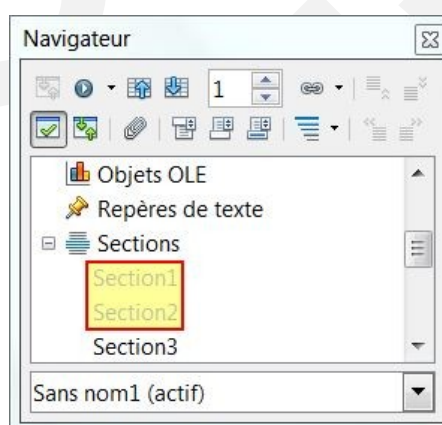 Navigateur
1
Objets OLE
Repères de texte
Sections
Section1
Section2
Section3
Sans nom1 (actif)